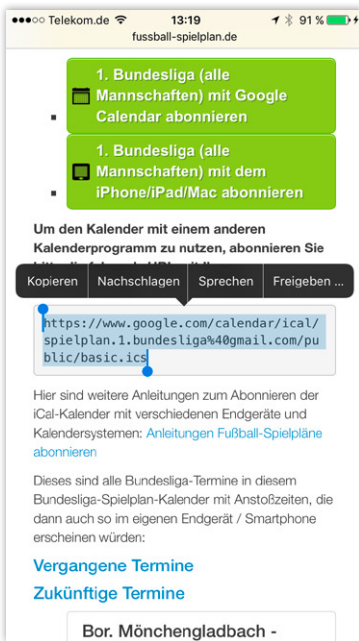 Telekom.de 13:19 91 %
fussball-spielplan.de
1. Bundesliga (alle
Mannschaften) mit Google
Calendar abonnieren
1. Bundesliga (alle
Mannschaften) mit dem
iPhone/iPad/Mac abonnieren
Um den Kalender mit einem anderen
Kalenderprogramm zu nutzen, abonnieren Sie
Kopieren Nachschlagen Sprechen Freigeben ...
https://www.google.com/calendar/ical/
spielplan.1.bundesliga%40gmail.com/pu
blic/basic.ics
Hier sind weitere Anleitungen zum Abonnieren der
iCal-Kalender mit verschiedenen Endgeräte und
Kalendersystemen: Anleitungen Fußball-Spielpläne
abonnieren
Dieses sind alle Bundesliga-Termine in diesem
Bundesliga-Spielplan-Kalender mit Anstoßzeiten, die
dann auch so im eigenen Endgerät / Smartphone
erscheinen würden:
Vergangene Termine
Zukünftige Termine
Bor. Mönchengladbach -